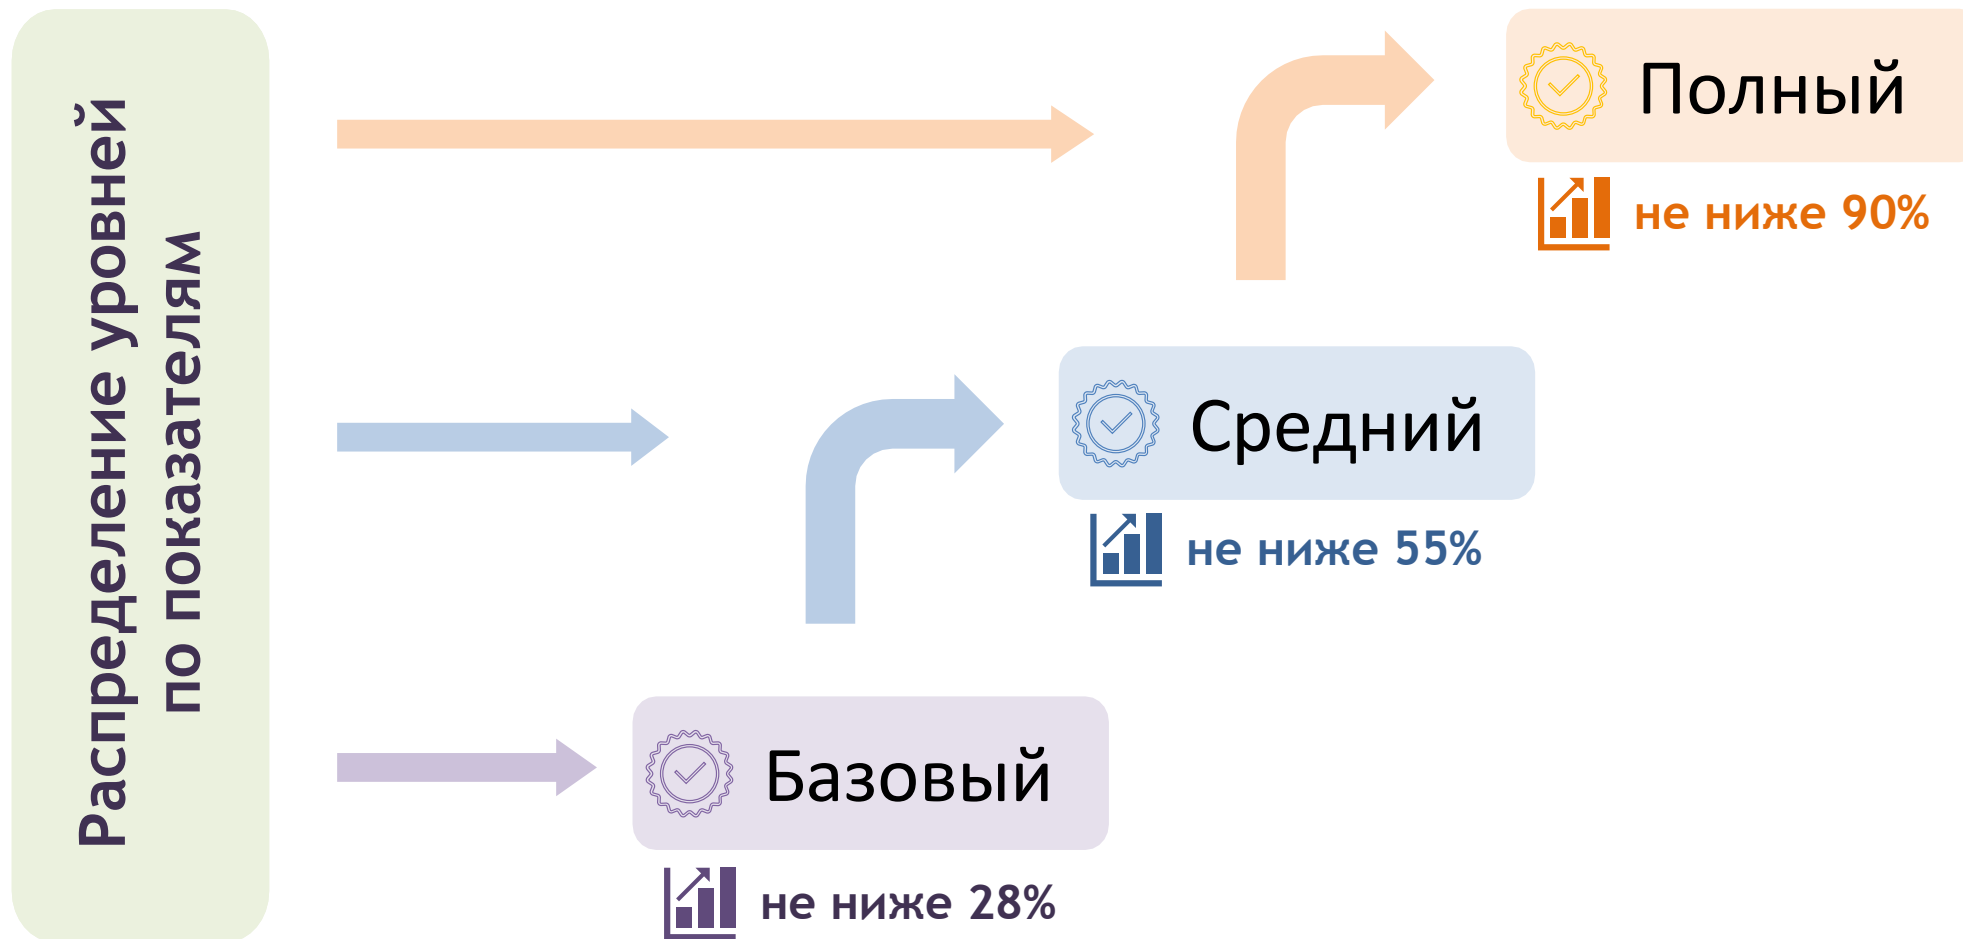 Распределение уровней
по показателям
Полный
не ниже 90%
Средний
не ниже 55%
Базовый
не ниже 28%